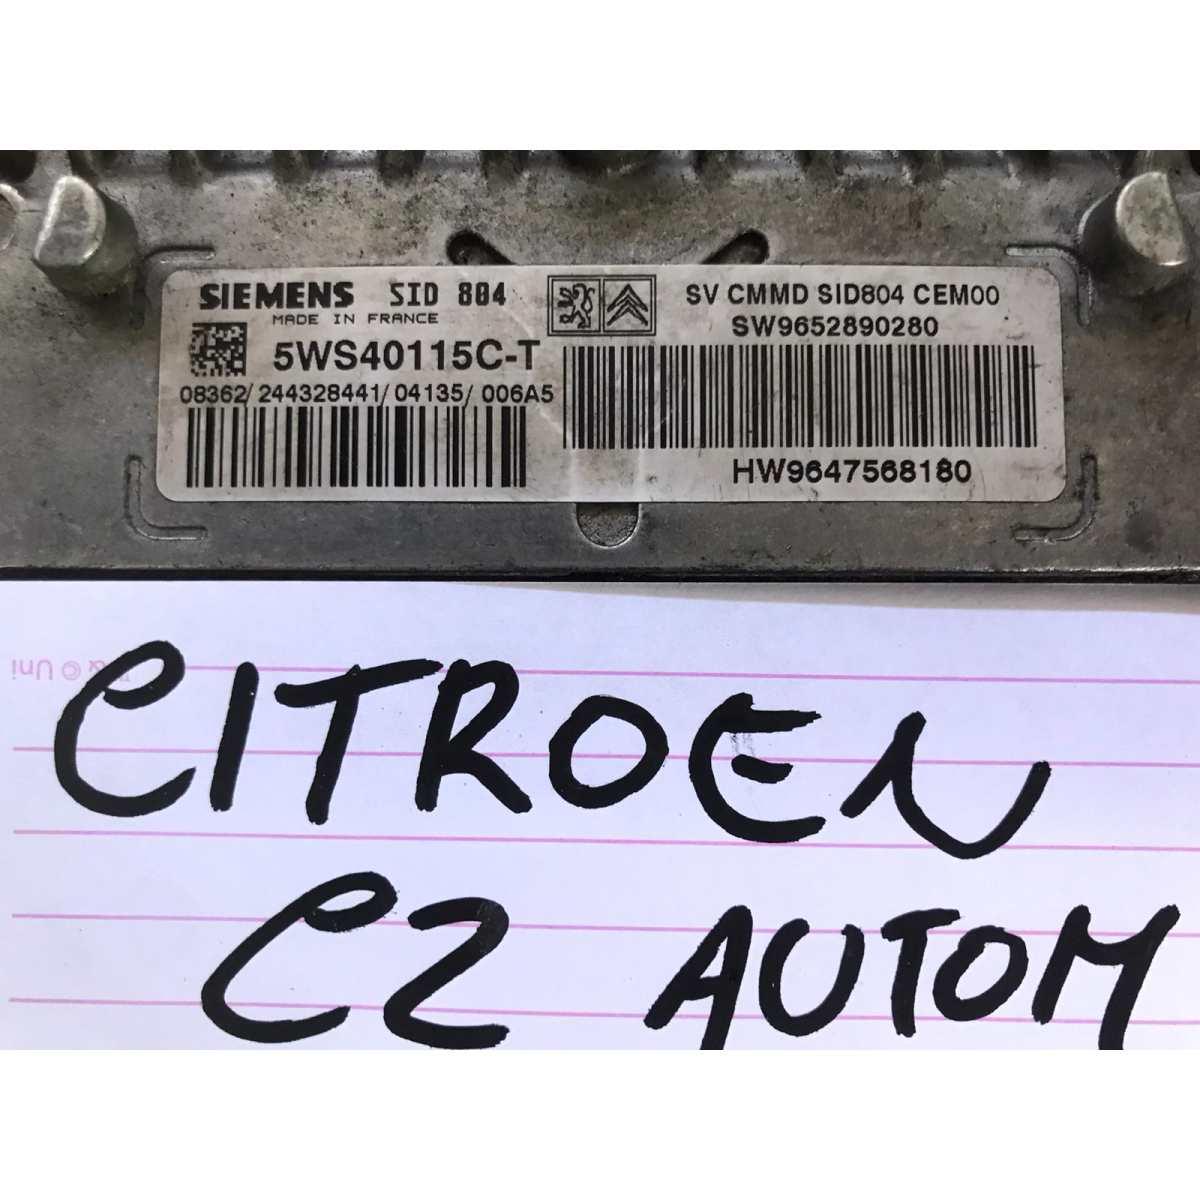 SIEMENS SID 804
MADE IN FRANCE
5WS40115C-T
08362/244328441/04135/006A5
SV CMMD SID804 CEM00
SW9652890280
HW9647568180
CITROEN
C2 AUTOM